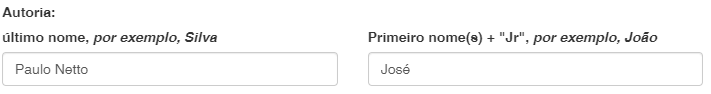 Autoria:
último nome, por exemplo, Silva
Primeiro nome(s) + "Jr", por exemplo, João
Paulo Netto
José